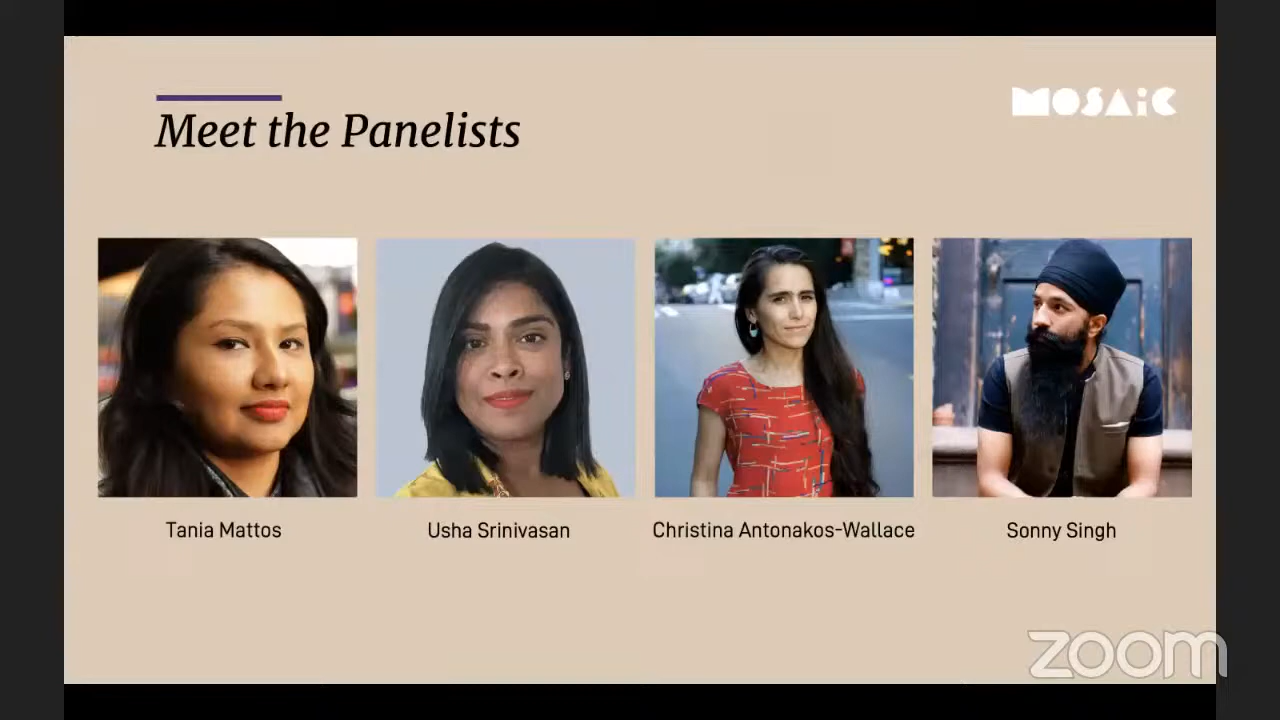 Meet the Panelists
MOSAiC
Tania Mattos
Usha Srinivasan
Christina Antonakos-Wallace
Sonny Singh
zoom